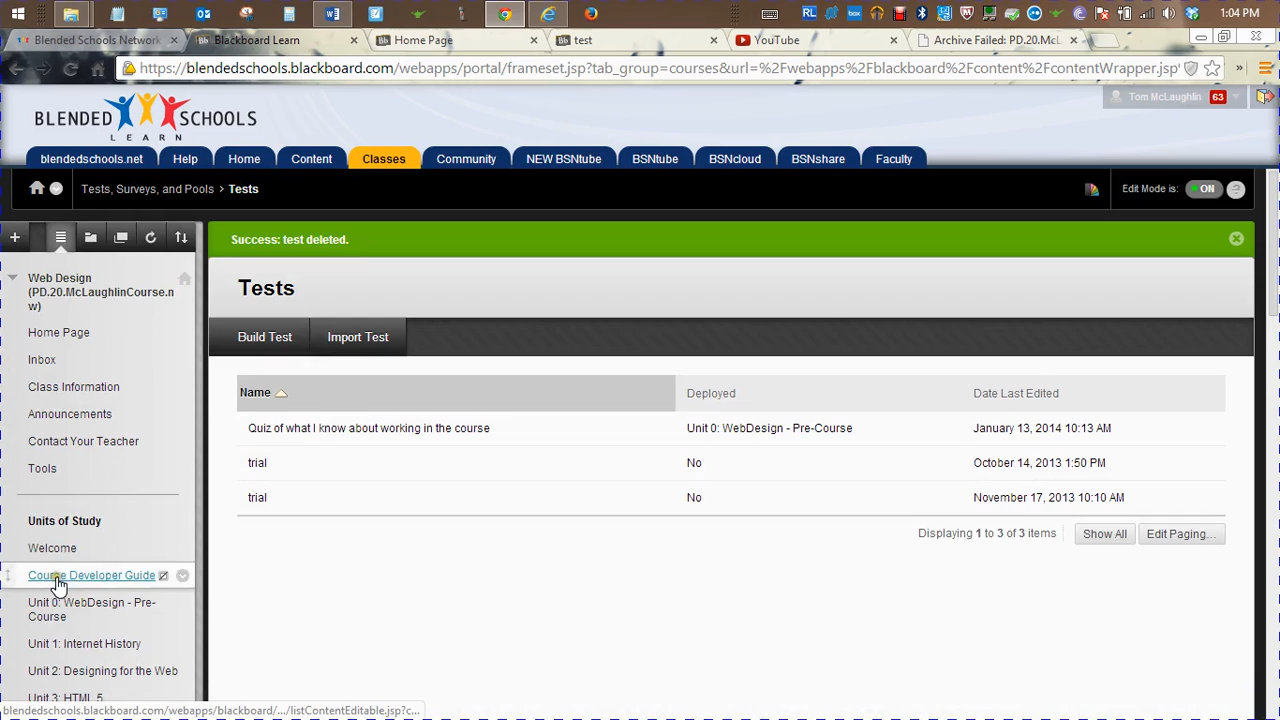 1:04 PM
Blended Schools Network
Blackboard Learn
Home Page
test
YouTube
Archive Failed: PD.20.McL
https://blendedschools.blackboard.com/webapps/portal/frameset.jsp?tab_group=courses&url=%2Fwebapps%2Fblackboard%2Fcontent%2FcontentWrapper.jsp'
BLENDED SCHOOLS
LEARN
Tom McLaughlin 63
blendedschools.net Help Home Content Classes Community NEW BSNtube BSNtube BSNcloud BSNshare Faculty
Tests, Surveys, and Pools > Tests
Edit Mode is: ON ?
Success: test deleted.
Web Design
(PD.20.McLaughlinCourse.n
w)
Home Page
Inbox
Class Information
Announcements
Contact Your Teacher
Tools
Units of Study
Welcome
Course Developer Guide
Unit 0: WebDesign - Pre-
Course
Unit 1: Internet History
Unit 2: Designing for the Web
Unit 3: HTML 5
Tests
Build Test Import Test
Name Deployed Date Last Edited
Quiz of what I know about working in the course Unit 0: WebDesign - Pre-Course January 13, 2014 10:13 AM
trial No October 14, 2013 1:50 PM
trial No November 17, 2013 10:10 AM
Displaying 1 to 3 of 3 items Show All Edit Paging...
blendedschools.blackboard.com/webapps/blackboard/.../listContentEditable.jsp?c...